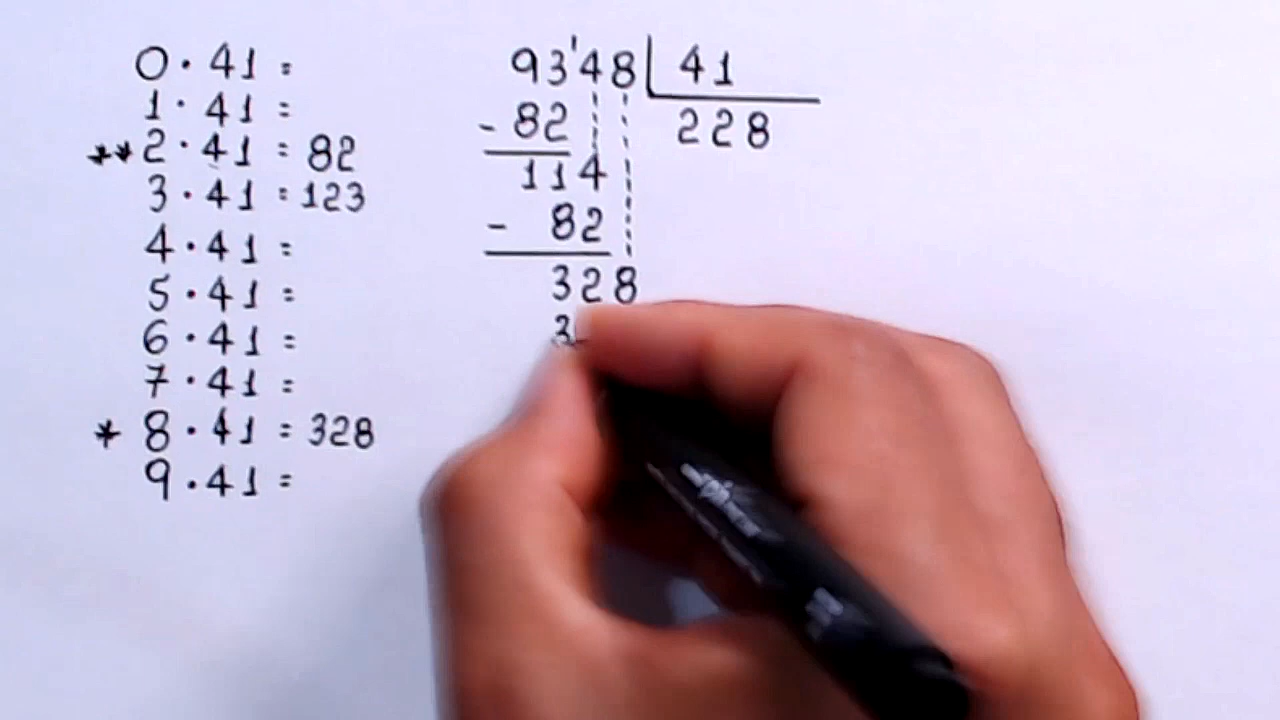 0 · 41 =
1 · 41 =
**2 · 41 = 82
3 · 41 = 123
4 · 41 =
5 · 41 =
6 · 41 =
7 · 41 =
* 8 · 41 = 328
9 · 41 =
93'48 41
- 82 228
114
- 82
328
3